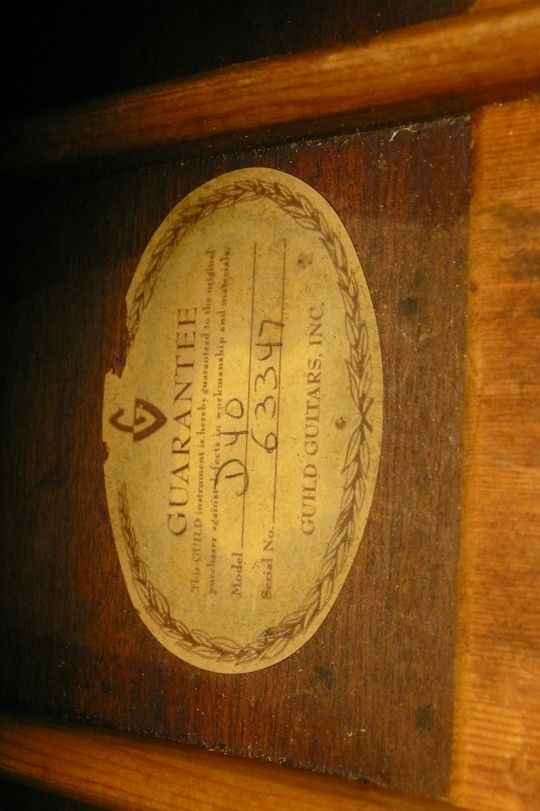 G
GUARANTEE
This GUILD instrument is hereby guaranteed to the original
purchaser against defects in workmanship and materials.
Model D40
Serial No. 63347
GUILD GUITARS, INC.